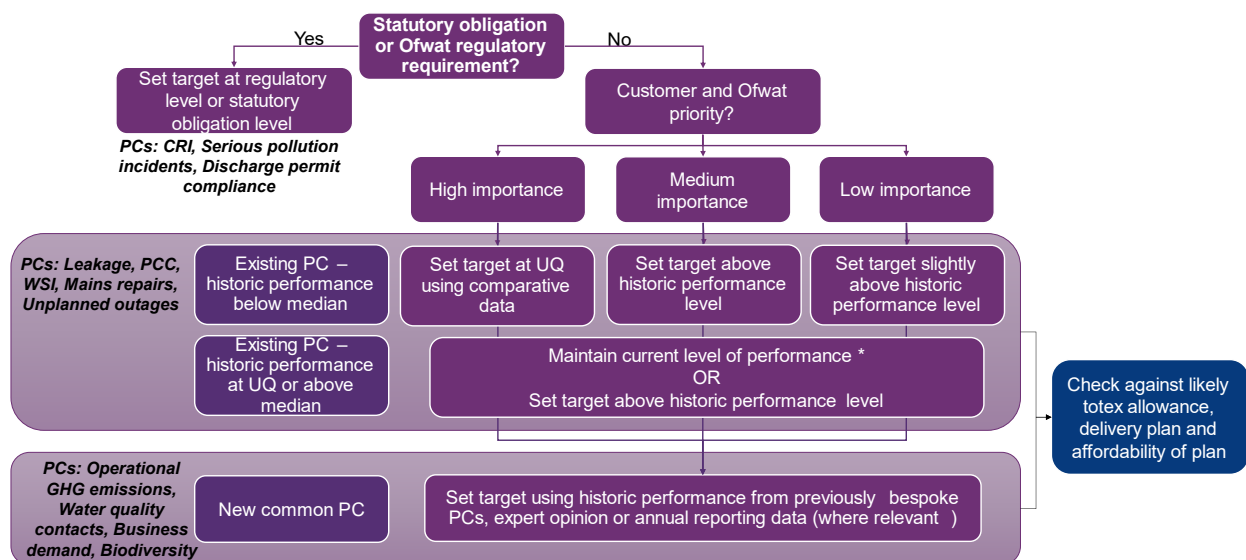 Statutory obligation
or Ofwat regulatory
requirement?
Yes
No
Set target at regulatory
level or statutory
obligation level
Customer and Ofwat
priority?
PCs: CRI, Serious pollution
incidents, Discharge permit
compliance
High importance
Medium
importance
Low importance
PCs: Leakage, PCC,
WSI, Mains repairs,
Unplanned outages
Existing PC –
historic performance
below median
Set target at UQ
using comparative
data
Set target above
historic performance
level
Set target slightly
above historic
performance level
Existing PC –
historic performance
at UQ or above
median
Maintain current level of performance *
OR
Set target above historic performance level
Check against likely
totex allowance,
delivery plan and
affordability of plan
PCs: Operational
GHG emissions,
Water quality
contacts, Business
demand, Biodiversity
New common PC
Set target using historic performance from previously bespoke
PCs, expert opinion or annual reporting data (where relevant )